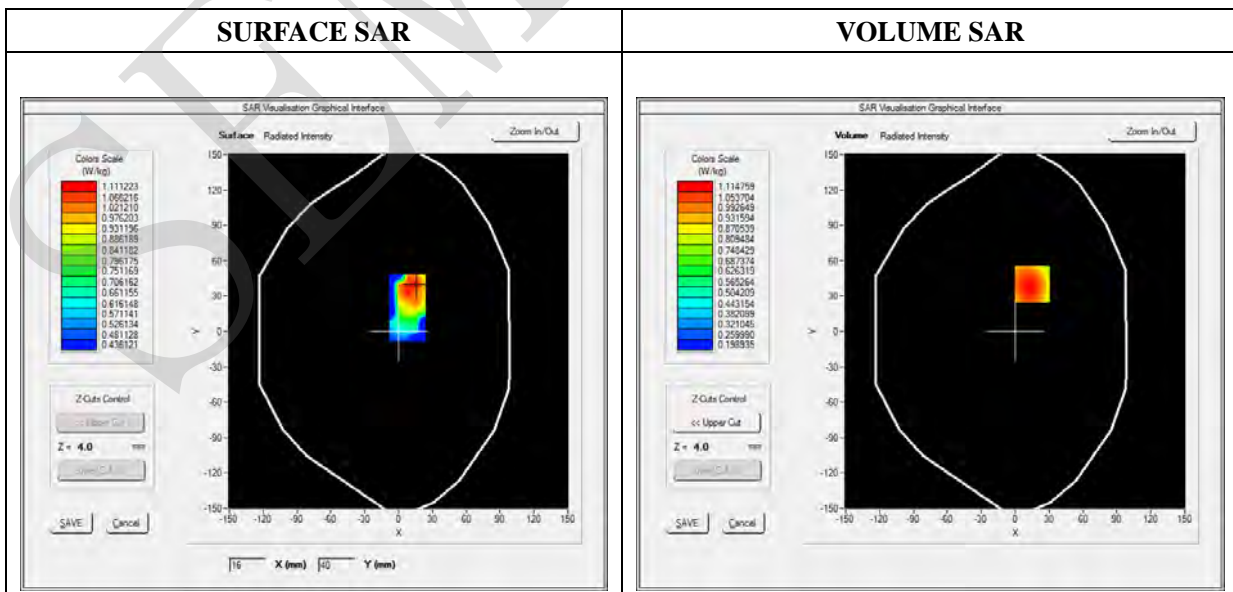 SURFACE SAR
VOLUME SAR
SAR Visualisation Graphical Interface
Surface Radiated Intensity
Zoom In/Out
Colors Scale
(W/kg)
1.111223
1.066216
1.021210
0.976203
0.931196
0.886189
0.841182
0.796175
0.751169
0.706162
0.661155
0.616148
0.571141
0.526134
0.481128
0.436121
Z-Cuts Control
<< Upper Cut
Z = 4.0 mm
SAVE
Cancel
150
120
90
60
30
0
-30
-60
-90
-120
-150
Y
-150 -120 -90 -60 -30 0 30 60 90 120 150
X
16 X (mm) 40 Y (mm)
SAR Visualisation Graphical Interface
Volume Radiated Intensity
Zoom In/Out
Colors Scale
(W/kg)
1.114759
1.053704
0.992649
0.931594
0.870539
0.809484
0.748429
0.687374
0.626319
0.565264
0.504209
0.443154
0.382099
0.321045
0.259990
0.198935
Z-Cuts Control
<< Upper Cut
Z = 4.0 mm
SAVE
Cancel
150
120
90
60
30
0
-30
-60
-90
-120
-150
Y
-150 -120 -90 -60 -30 0 30 60 90 120 150
X